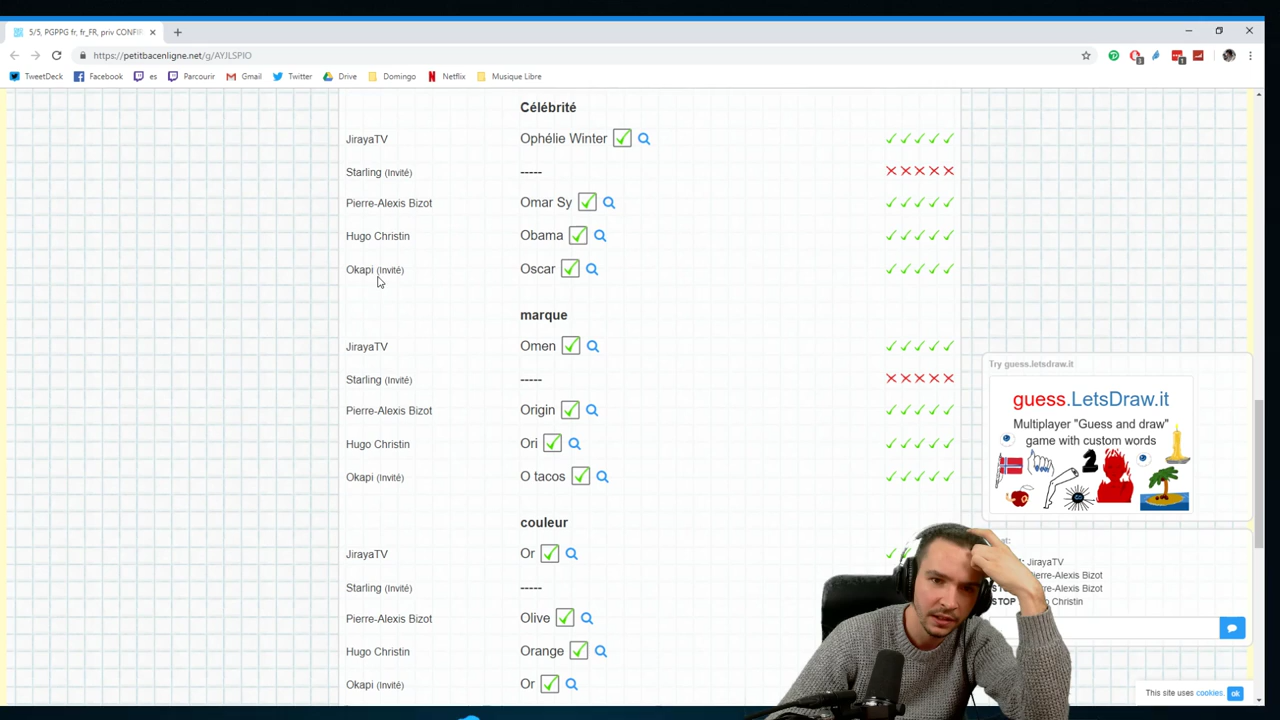 5/5, PGPPG fr, fr_FR, priv CONFI
https://petitbacenligne.net/g/AYJLSPIO
TweetDeck Facebook es Parcourir Gmail Twitter Drive Domingo Netflix Musique Libre
Célébrité
JirayaTV Ophélie Winter
Starling (Invité) -----
Pierre-Alexis Bizot Omar Sy
Hugo Christin Obama
Okapi (Invité) Oscar
marque
JirayaTV Omen
Starling (Invité) -----
Pierre-Alexis Bizot Origin
Hugo Christin Ori
Okapi (Invité) O tacos
couleur
JirayaTV Or
Starling (Invité) -----
Pierre-Alexis Bizot Olive
Hugo Christin Orange
Okapi (Invité) Or
Try guess.letsdraw.it
guess.LetsDraw.it
Multiplayer "Guess and draw"
game with custom words
JirayaTV
Pierre-Alexis Bizot
Pierre-Alexis Bizot
STOP Christin
This site uses cookies. ok